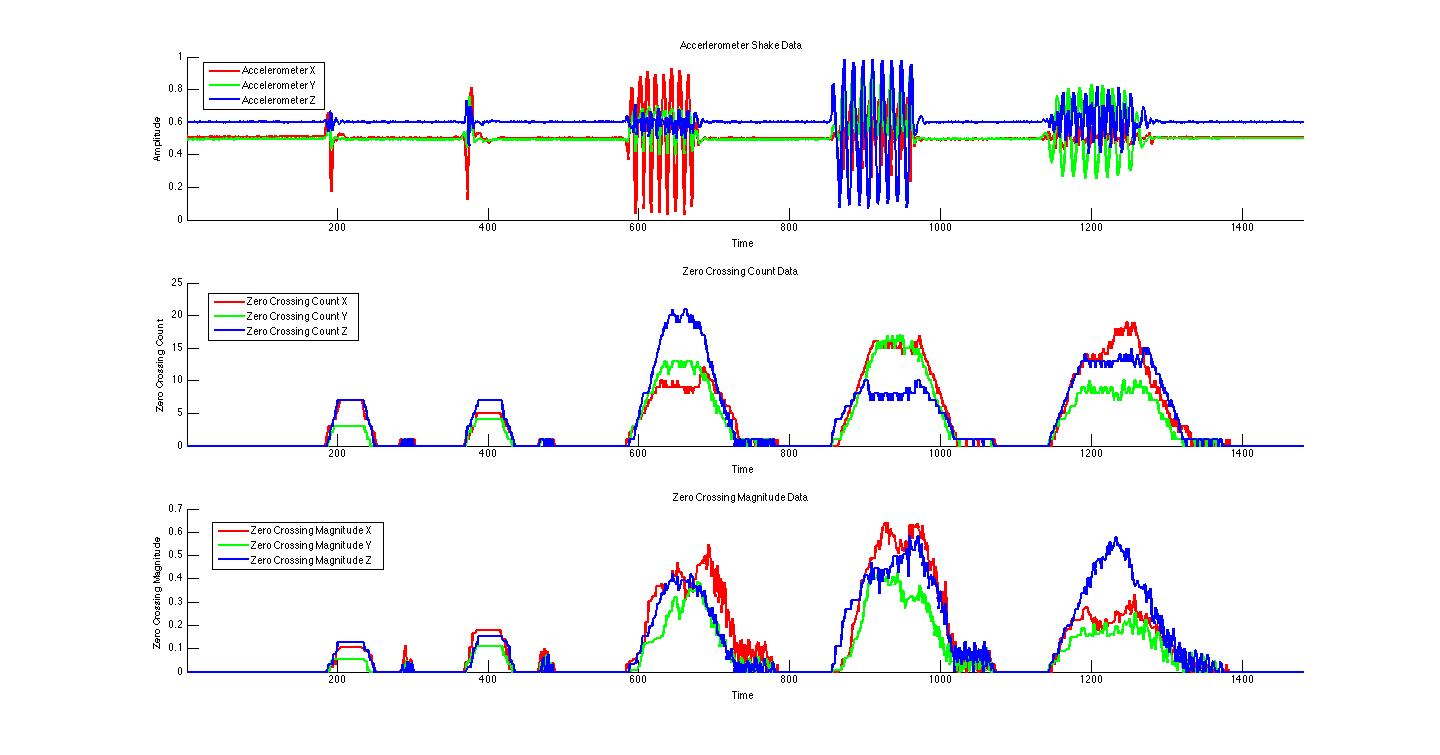 Accerlerometer Shake Data
1
Accelerometer X
Accelerometer Y
Accelerometer Z
0.8
0.6
0.4
0.2
0
Amplitude
200 400 600 800 1000 1200 1400
Time
Zero Crossing Count Data
25
Zero Crossing Count X
Zero Crossing Count Y
Zero Crossing Count Z
20
15
10
5
0
Zero Crossing Count
200 400 600 800 1000 1200 1400
Time
Zero Crossing Magnitude Data
0.7
Zero Crossing Magnitude X
Zero Crossing Magnitude Y
Zero Crossing Magnitude Z
0.6
0.5
0.4
0.3
0.2
0.1
0
Zero Crossing Magnitude
200 400 600 800 1000 1200 1400
Time